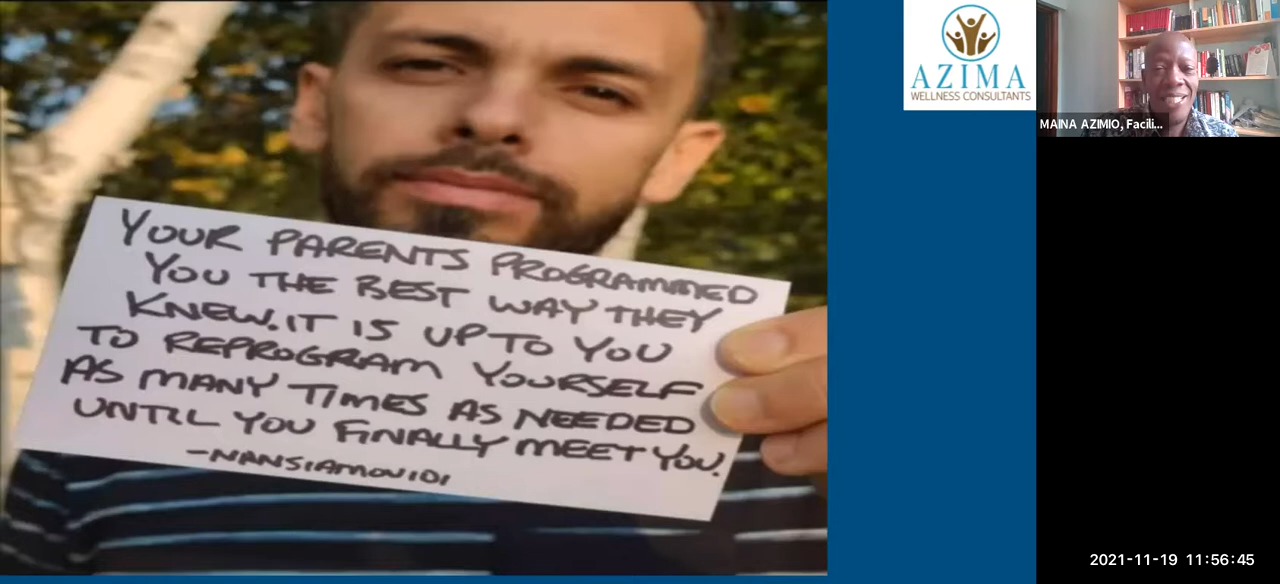 YOUR PARENTS PROGRAMMED
YOU THE BEST WAY THEY
KNEW. IT IS UP TO YOU
TO REPROGRAM YOURSELF
AS MANY TIMES AS NEEDED
UNTIL YOU FINALLY MEET YOU.
-NANSIAMOVIDI
AZIMA
WELLNESS CONSULTANTS
MAINA AZIMIO, Facili...
2021-11-19 11:56:45